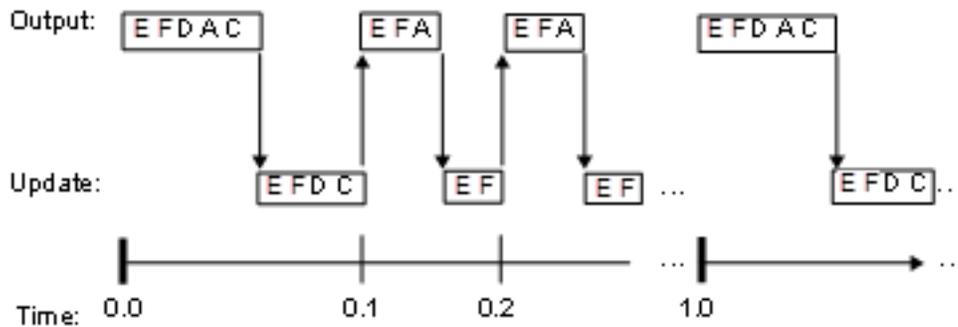 Output: E F D A C E F A E F A E F D A C
Update: E F D C E F E F ... E F D C ..
... ..
Time: 0.0 0.1 0.2 1.0